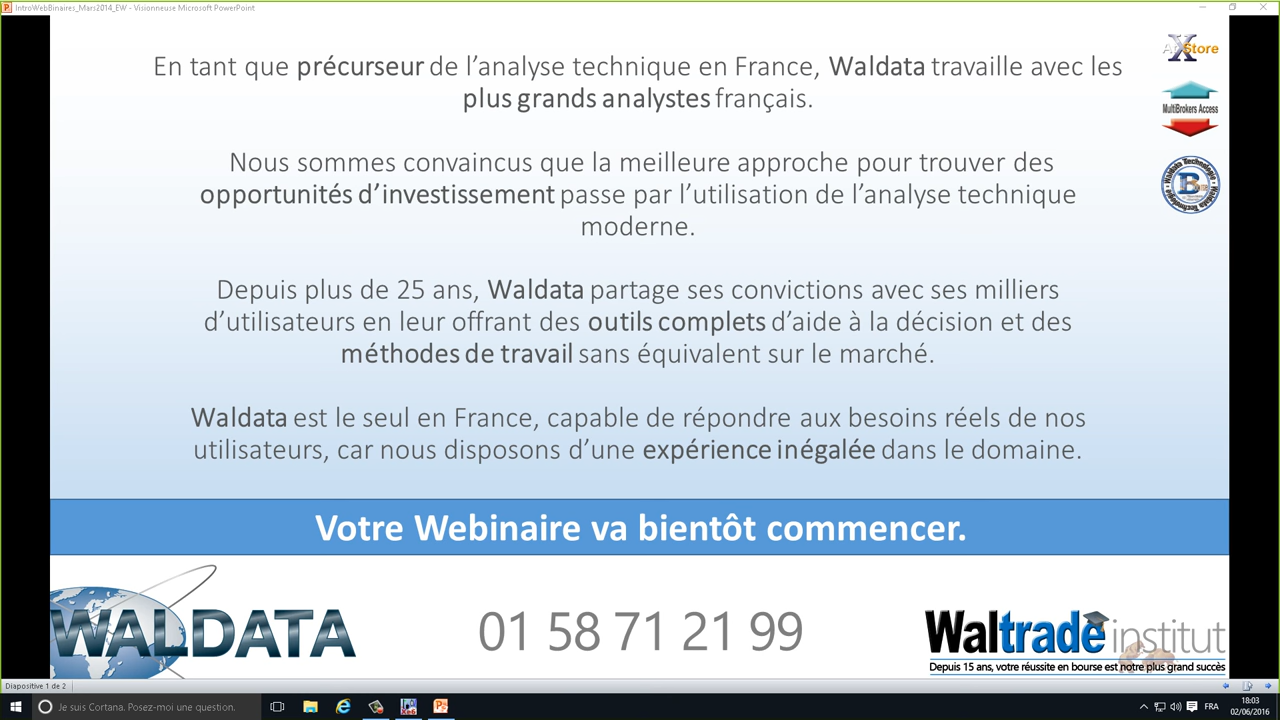 IntroWebBinaires_Mars2014_EW - Visionneuse Microsoft PowerPoint
En tant que précurseur de l’analyse technique en France, Waldata travaille avec les
plus grands analystes français.
Nous sommes convaincus que la meilleure approche pour trouver des
opportunités d’investissement passe par l’utilisation de l’analyse technique
moderne.
Depuis plus de 25 ans, Waldata partage ses convictions avec ses milliers
d’utilisateurs en leur offrant des outils complets d’aide à la décision et des
méthodes de travail sans équivalent sur le marché.
Waldata est le seul en France, capable de répondre aux besoins réels de nos
utilisateurs, car nous disposons d’une expérience inégalée dans le domaine.
Store
MultiBrokers Access
Waldata Technologie
Votre Webinaire va bientôt commencer.
WALDATA
01 58 71 21 99
Waltrade institut
Depuis 15 ans, votre réussite en bourse est notre plus grand succès
Diapositive 1 de 2
Je suis Cortana. Posez-moi une question.
FRA
18:03
02/06/2016